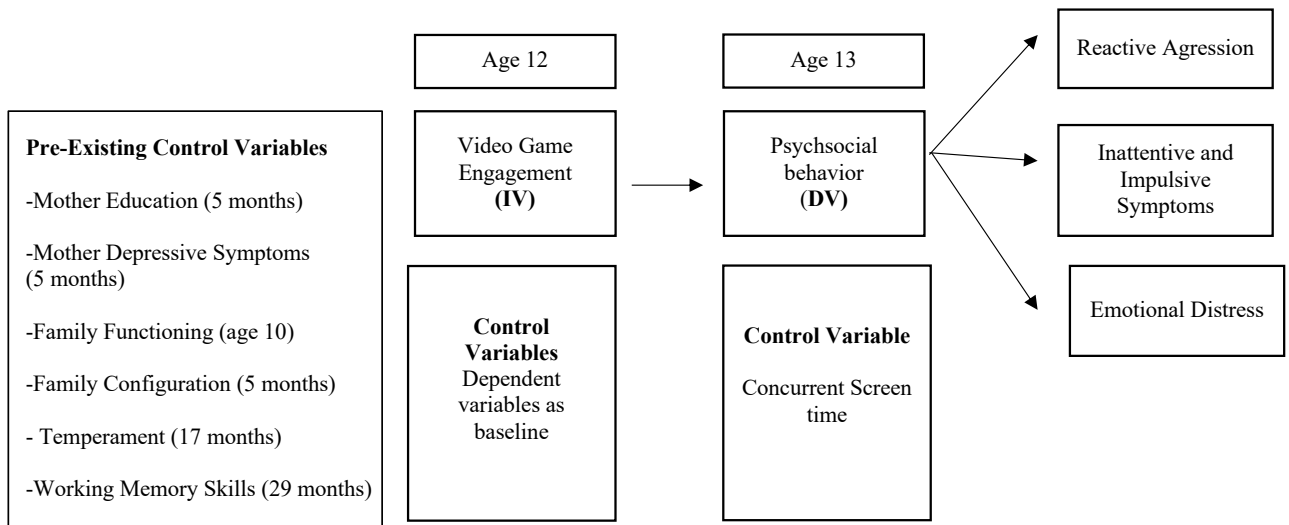 Pre-Existing Control Variables
-Mother Education (5 months)
-Mother Depressive Symptoms
(5 months)
-Family Functioning (age 10)
-Family Configuration (5 months)
- Temperament (17 months)
-Working Memory Skills (29 months)
Age 12
Video Game
Engagement
(IV)
Control
Variables
Dependent
variables as
baseline
Age 13
Psychsocial
behavior
(DV)
Control Variable
Concurrent Screen
time
Reactive Agression
Inattentive and
Impulsive
Symptoms
Emotional Distress